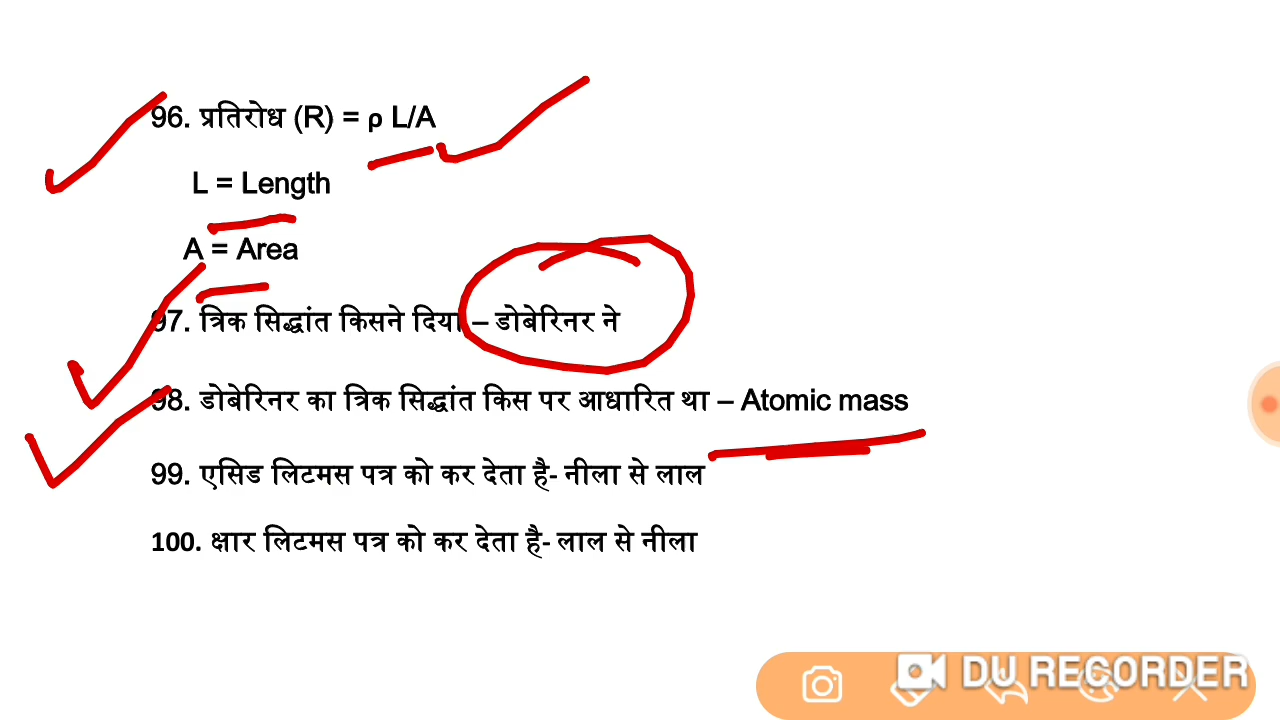 96. प्रतिरोध (R) = ρ L/A
L = Length
A = Area
97. त्रिक सिद्धांत किसने दिया – डोबेरिनर ने
98. डोबेरिनर का त्रिक सिद्धांत किस पर आधारित था – Atomic mass
99. एसिड लिटमस पत्र को कर देता है- नीला से लाल
100. क्षार लिटमस पत्र को कर देता है- लाल से नीला
DU RECORDER